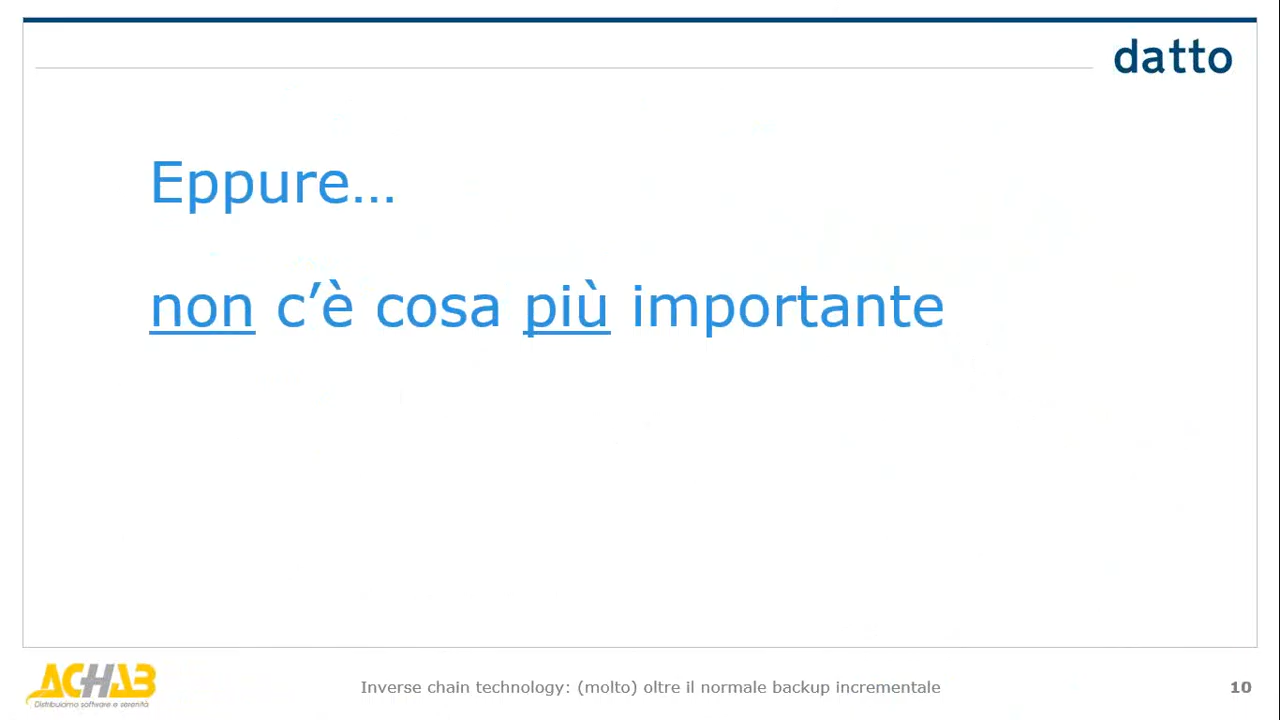 datto
Eppure…
non c’è cosa più importante
ACHAB
Distribuiamo software e serenità
Inverse chain technology: (molto) oltre il normale backup incrementale
10